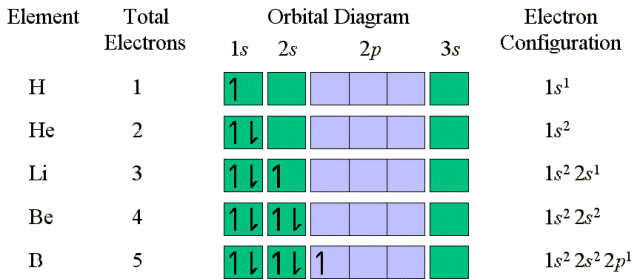 Element Total Electrons Orbital Diagram Electron Configuration
1s 2s 2p 3s
H 1 1s¹
He 2 1s²
Li 3 1s² 2s¹
Be 4 1s² 2s²
B 5 1s² 2s² 2p¹